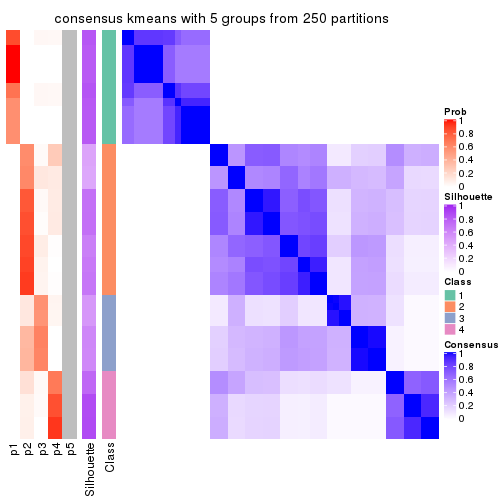 consensus kmeans with 5 groups from 250 partitions
Prob
1
0.8
0.6
0.4
0.2
0
Silhouette
1
0.8
0.6
0.4
0.2
0
Class
1
2
3
4
Consensus
1
0.8
0.6
0.4
0.2
0
p1
p2
p3
p4
p5
Silhouette
Class